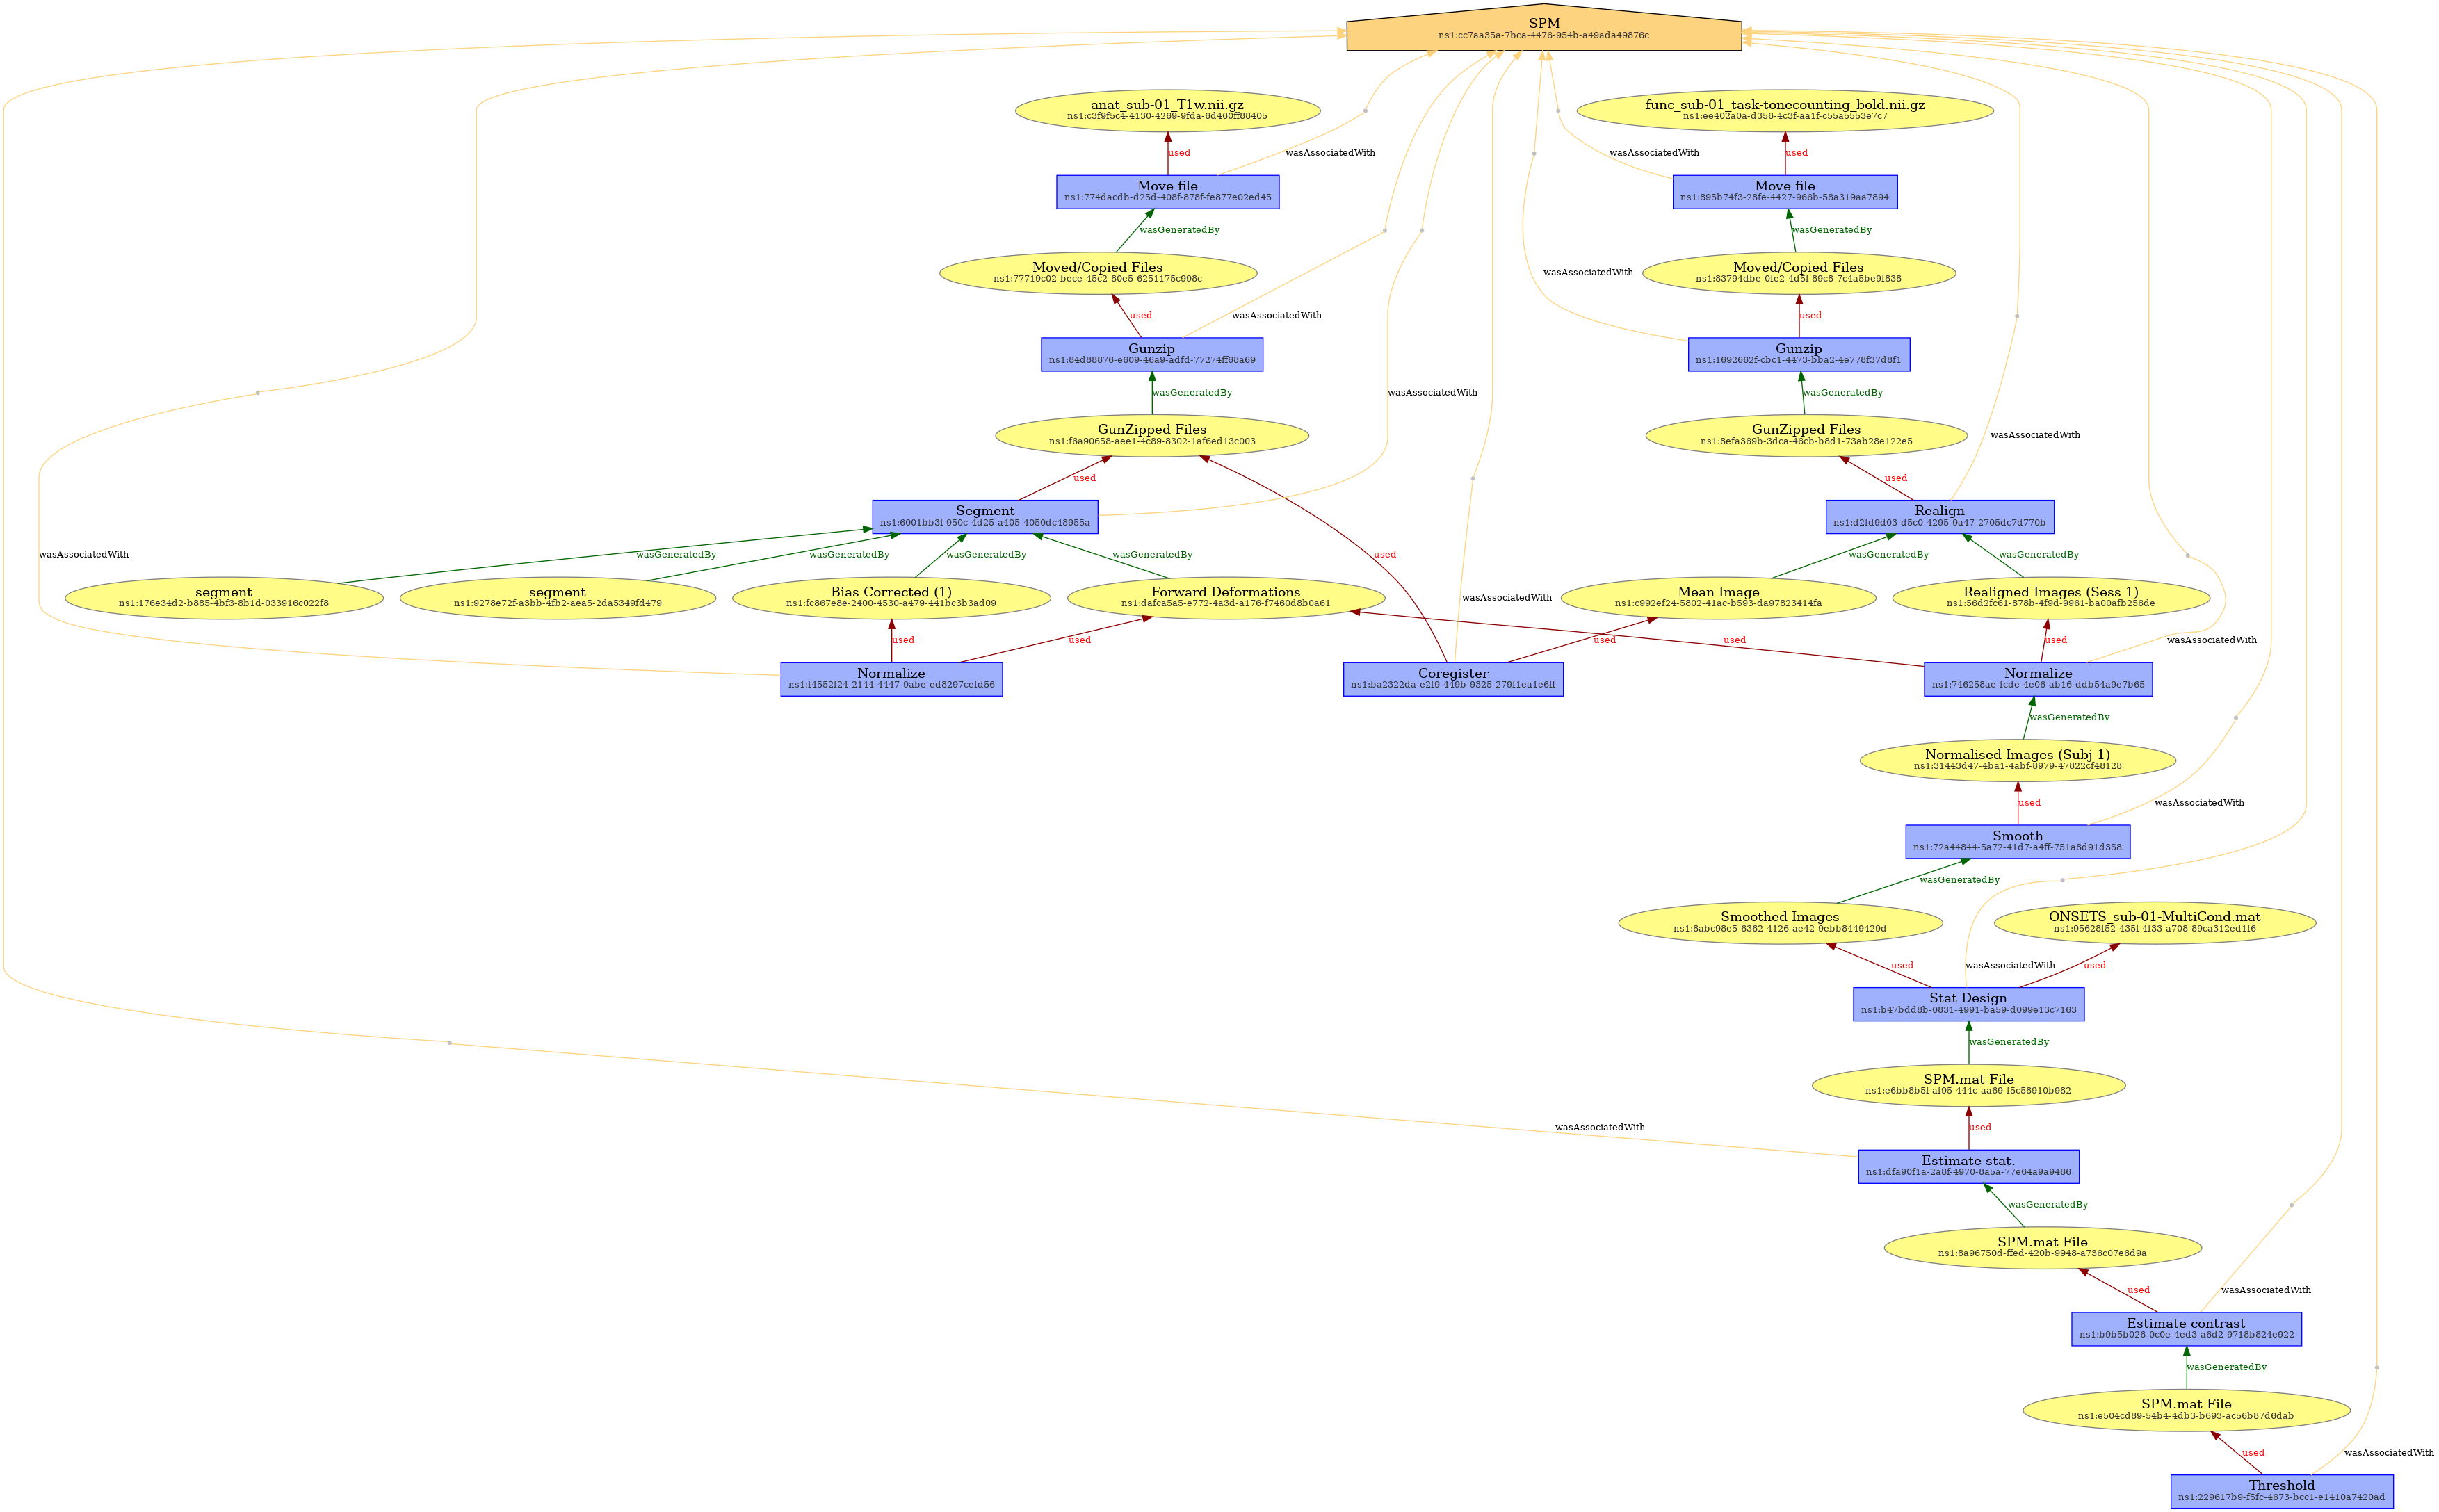 SPM
ns1:cc7aa35a-7bca-4476-954b-a49ada49876c
anat_sub-01_T1w.nii.gz
ns1:c3f9f5c4-4130-4269-9fda-6d460ff88405
func_sub-01_task-tonecounting_bold.nii.gz
ns1:ee402a0a-d356-4c3f-aa1f-c55a5553e7c7
used
wasAssociatedWith
wasAssociatedWith
used
Move file
ns1:774dacdb-d25d-408f-878f-fe877e02ed45
Move file
ns1:895b74f3-28fe-4427-966b-58a319aa7894
wasGeneratedBy
wasGeneratedBy
Moved/Copied Files
ns1:77719c02-bece-45c2-80e5-6251175c998c
wasAssociatedWith
Moved/Copied Files
ns1:83794dbe-0fe2-4d5f-89c8-7c4a5be9f838
used
wasAssociatedWith
used
Gunzip
ns1:84d88876-e609-46a9-adfd-77274ff68a69
Gunzip
ns1:1692662f-cbc1-4473-bba2-4e778f37d8f1
wasGeneratedBy
wasAssociatedWith
wasGeneratedBy
GunZipped Files
ns1:f6a90658-aee1-4c89-8302-1af6ed13c003
GunZipped Files
ns1:8efa369b-3dca-46cb-b8d1-73ab28e122e5
wasAssociatedWith
used
used
Segment
ns1:6001bb3f-950c-4d25-a405-4050dc48955a
Realign
ns1:d2fd9d03-d5c0-4295-9a47-2705dc7d770b
wasAssociatedWith
wasGeneratedBy
wasGeneratedBy
wasGeneratedBy
wasGeneratedBy
used
wasGeneratedBy
wasGeneratedBy
segment
ns1:176e34d2-b885-4bf3-8b1d-033916c022f8
segment
ns1:9278e72f-a3bb-4fb2-aea5-2da5349fd479
Bias Corrected (1)
ns1:fc867e8e-2400-4530-a479-441bc3b3ad09
Forward Deformations
ns1:dafca5a5-e772-4a3d-a176-f7460d8b0a61
wasAssociatedWith
Mean Image
ns1:c992ef24-5802-41ac-b593-da97823414fa
Realigned Images (Sess 1)
ns1:56d2fc61-878b-4f9d-9961-ba00afb256de
used
used
used
used
used
wasAssociatedWith
Normalize
ns1:f4552f24-2144-4447-9abe-ed8297cefd56
Coregister
ns1:ba2322da-e2f9-449b-9325-279f1ea1e6ff
Normalize
ns1:746258ae-fcde-4e06-ab16-ddb54a9e7b65
wasGeneratedBy
Normalised Images (Subj 1)
ns1:31443d47-4ba1-4abf-8979-47822cf48128
used
wasAssociatedWith
Smooth
ns1:72a44844-5a72-41d7-a4ff-751a8d91d358
wasGeneratedBy
Smoothed Images
ns1:8abc98e5-6362-4126-ae42-9ebb8449429d
ONSETS_sub-01-MultiCond.mat
ns1:95628f52-435f-4f33-a708-89ca312ed1f6
used
wasAssociatedWith
used
Stat Design
ns1:b47bdd8b-0831-4991-ba59-d099e13c7163
wasGeneratedBy
SPM.mat File
ns1:e6bb8b5f-af95-444c-aa69-f5c58910b982
wasAssociatedWith
used
Estimate stat.
ns1:dfa90f1a-2a8f-4970-8a5a-77e64a9a9486
wasGeneratedBy
SPM.mat File
ns1:8a96750d-ffed-420b-9948-a736c07e6d9a
used
wasAssociatedWith
Estimate contrast
ns1:b9b5b026-0c0e-4ed3-a6d2-9718b824e922
wasGeneratedBy
SPM.mat File
ns1:e504cd89-54b4-4db3-b693-ac56b87d6dab
used
wasAssociatedWith
Threshold
ns1:229617b9-f5fc-4673-bcc1-e1410a7420ad